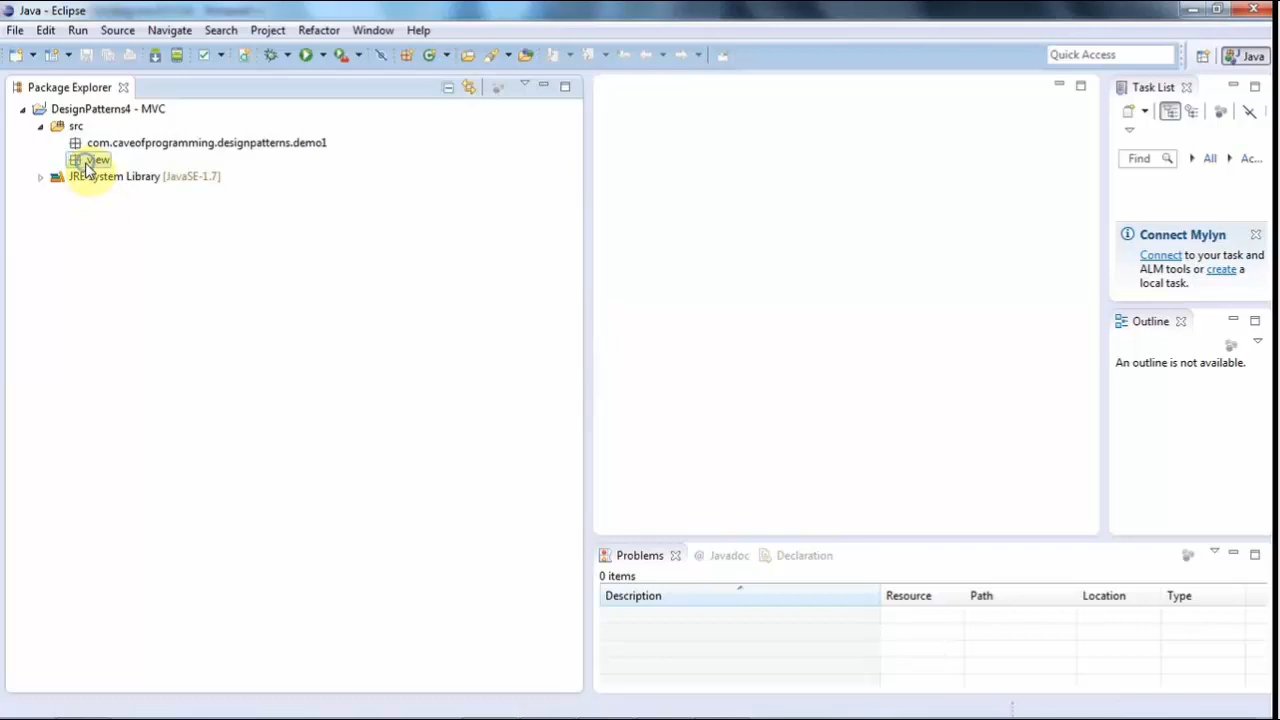 Java - Eclipse
File Edit Run Source Navigate Search Project Refactor Window Help
Quick Access
Java
Package Explorer
Task List
DesignPatterns4 - MVC
src
com.caveofprogramming.designpatterns.demo1
view
JRE System Library [JavaSE-1.7]
Find
All
Ac...
Connect Mylyn
Connect to your task and
ALM tools or create a
local task.
Outline
An outline is not available.
Problems
@ Javadoc
Declaration
0 items
Description Resource Path Location Type